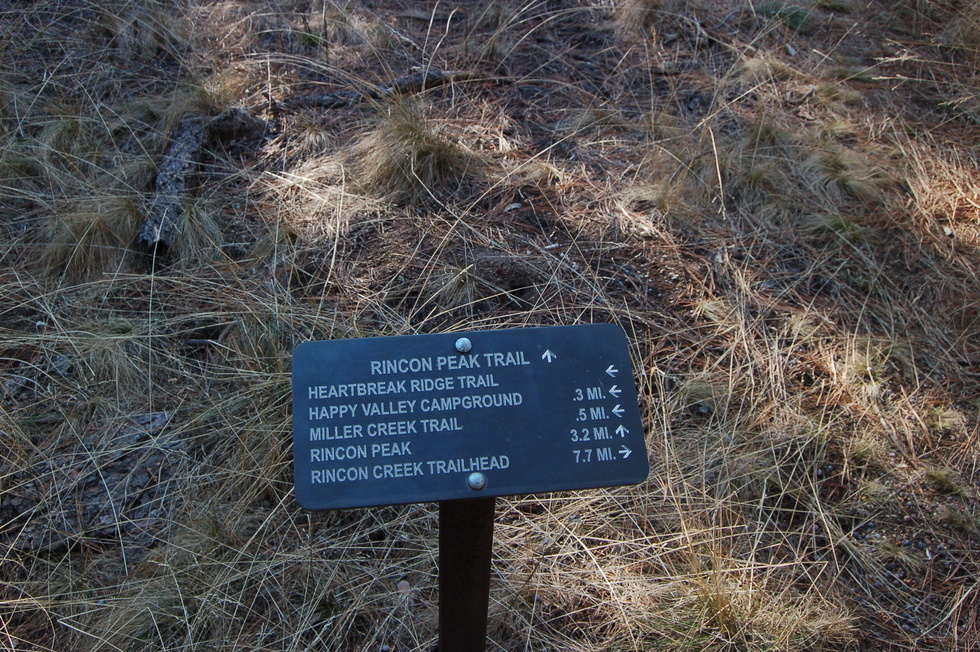 RINCON PEAK TRAIL ↑
HEARTBREAK RIDGE TRAIL ←
HAPPY VALLEY CAMPGROUND .3 MI. ←
MILLER CREEK TRAIL .5 MI. ←
RINCON PEAK 3.2 MI. ↑
RINCON CREEK TRAILHEAD 7.7 MI. →